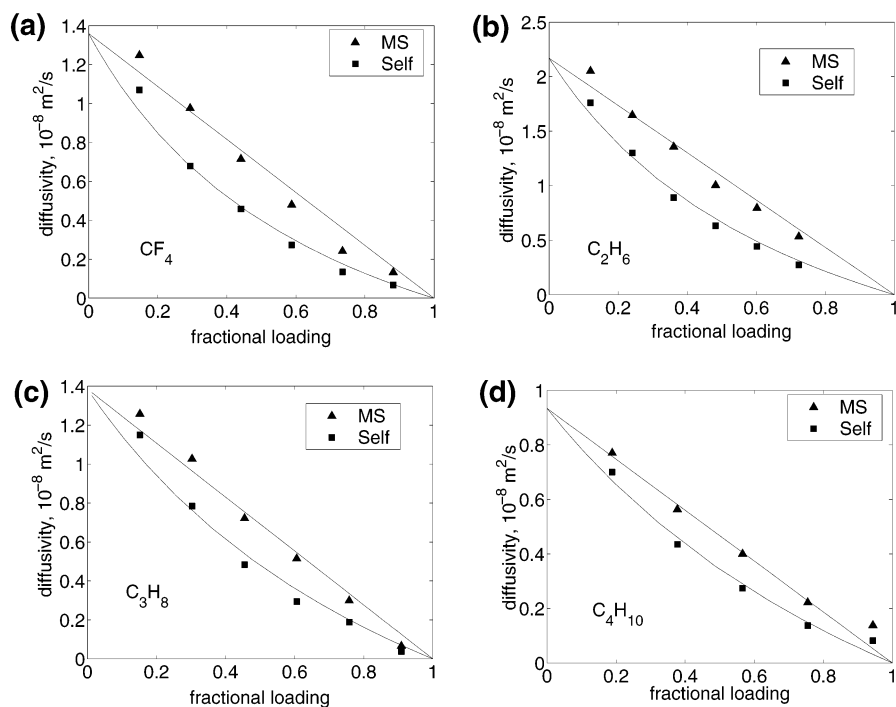 (a)
1.4
1.2
1
0.8
0.6
0.4
0.2
0
diffusivity, 10⁻⁸ m²/s
MS
Self
CF₄
0 0.2 0.4 0.6 0.8 1
fractional loading
(b)
2.5
2
1.5
1
0.5
0
diffusivity, 10⁻⁸ m²/s
MS
Self
C₂H₆
0 0.2 0.4 0.6 0.8 1
fractional loading
(c)
1.4
1.2
1
0.8
0.6
0.4
0.2
0
diffusivity, 10⁻⁸ m²/s
MS
Self
C₃H₈
0 0.2 0.4 0.6 0.8 1
fractional loading
(d)
1
0.8
0.6
0.4
0.2
0
diffusivity, 10⁻⁸ m²/s
MS
Self
C₄H₁₀
0 0.2 0.4 0.6 0.8 1
fractional loading